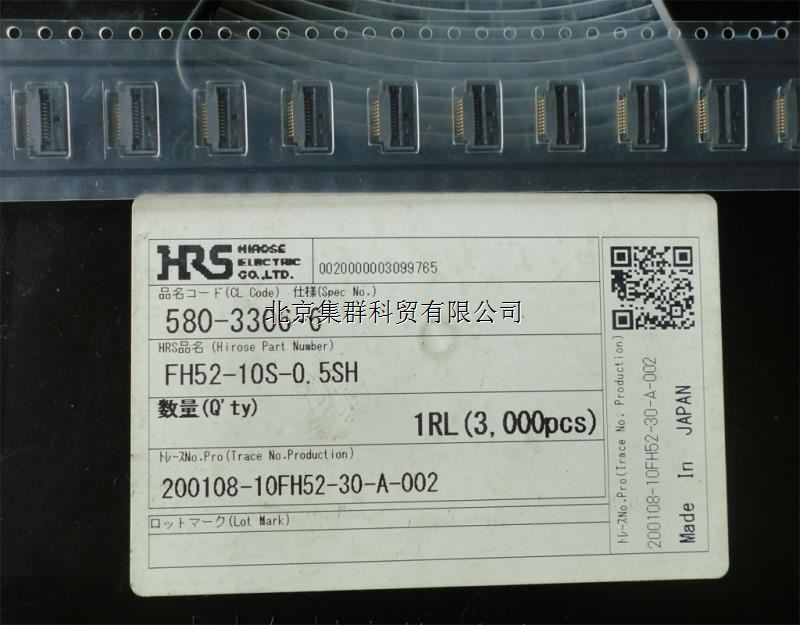 HRS HIROSE
ELECTRIC
CO.,LTD.
0020000003099765
品名コード(CL Code) 仕様(Spec No.)
580-3366-6
北京集群科贸有限公司
HRS品名 (Hirose Part Number)
FH52-10S-0.5SH
数量(Q'ty)
1RL(3,000pcs)
トレースNo.Pro(Trace No.Production)
200108-10FH52-30-A-002
ロットマーク(Lot Mark)
トレースNo.Pro(Trace No. Production)
200108-10FH52-30-A-002
Made In JAPAN